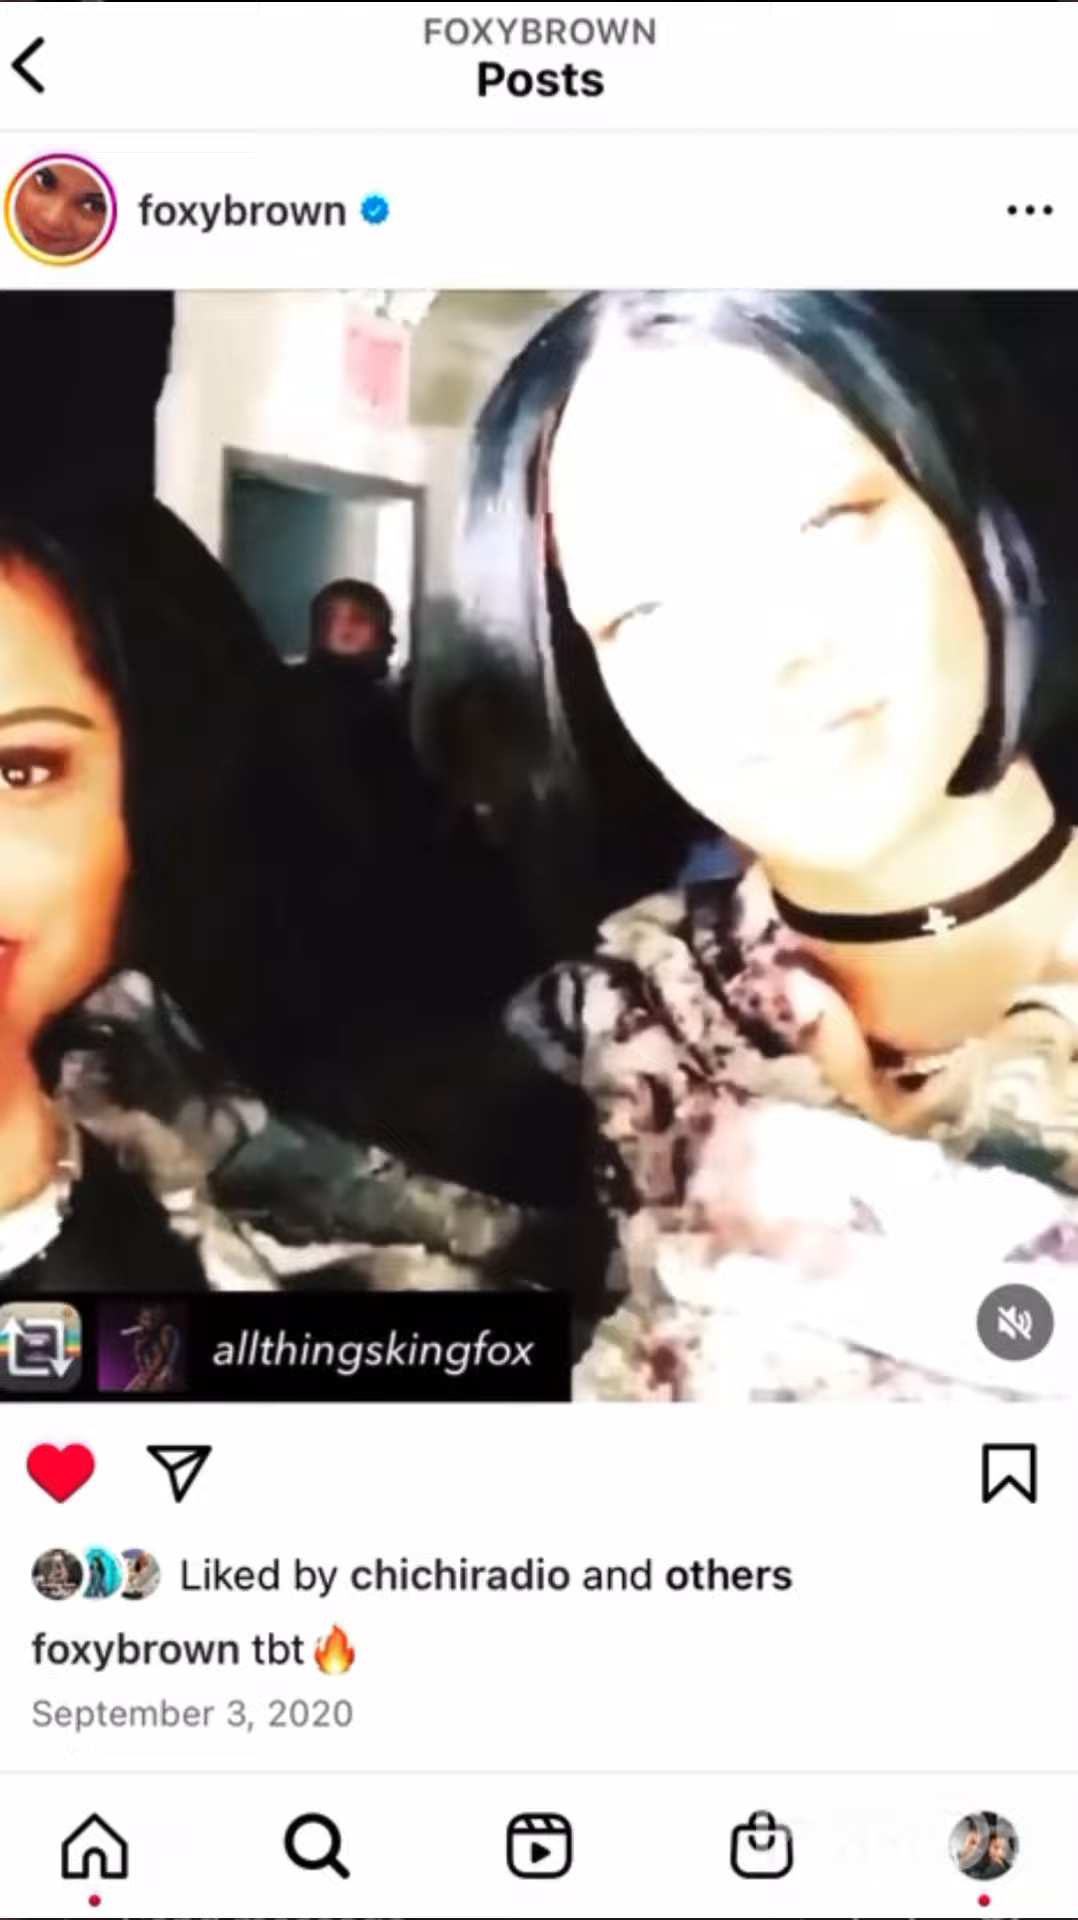 FOXYBROWN
Posts
foxybrown
allthingskingfox
Liked by chichiradio and others
foxybrown tbt🔥
September 3, 2020